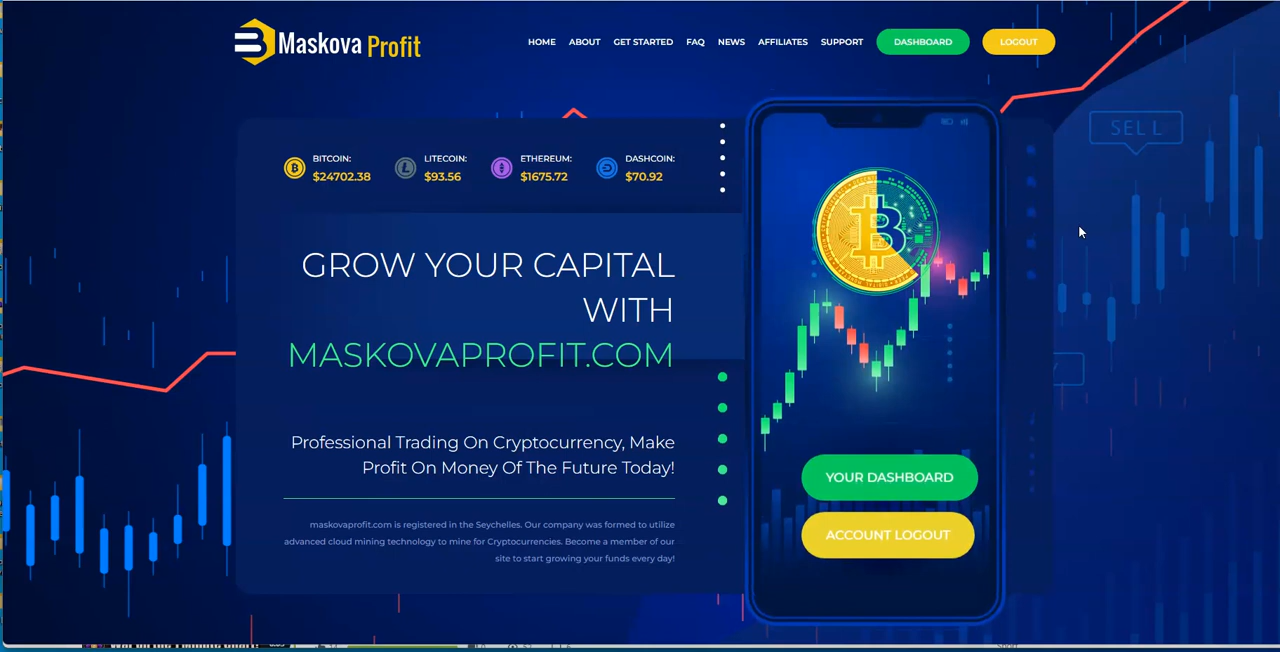 Maskova Profit
HOME ABOUT GET STARTED FAQ NEWS AFFILIATES SUPPORT DASHBOARD LOGOUT
BITCOIN:
$24702.38
LITECOIN:
$93.56
ETHEREUM:
$1675.72
DASHCOIN:
$70.92
GROW YOUR CAPITAL
WITH
MASKOVAPROFIT.COM
Professional Trading On Cryptocurrency, Make
Profit On Money Of The Future Today!
maskovaprofit.com is registered in the Seychelles. Our company was formed to utilize
advanced cloud mining technology to mine for Cryptocurrencies. Become a member of our
site to start growing your funds every day!
YOUR DASHBOARD
ACCOUNT LOGOUT
SELL